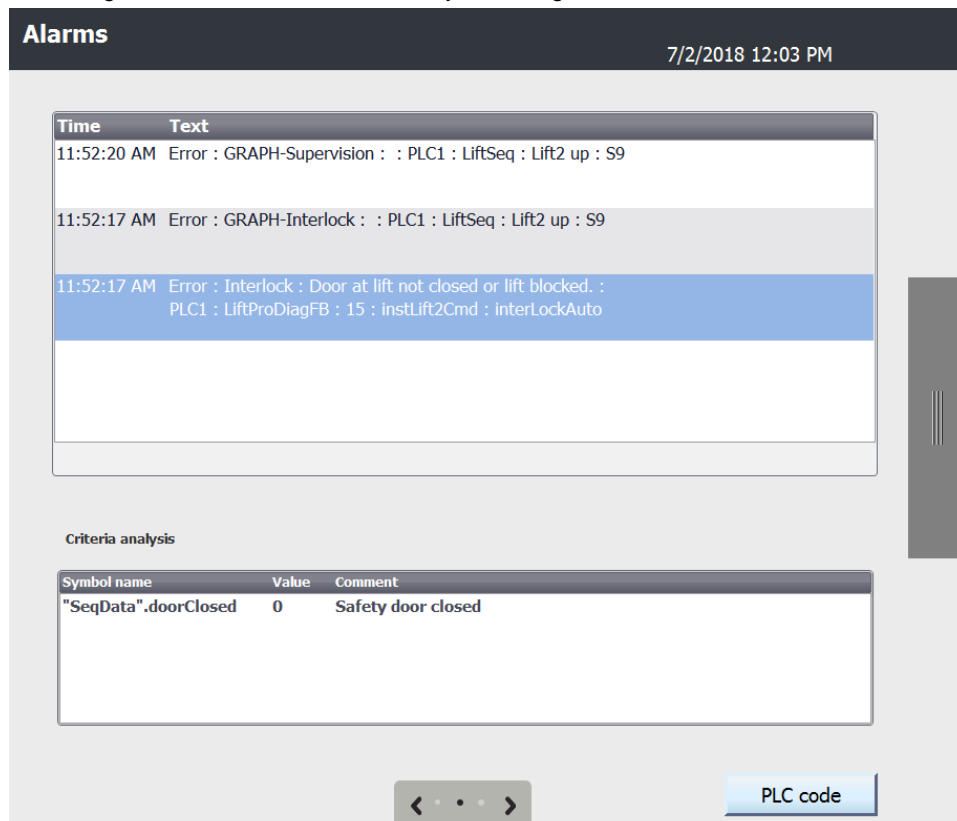 Alarms
7/2/2018 12:03 PM
Time Text
11:52:20 AM Error : GRAPH-Supervision : : PLC1 : LiftSeq : Lift2 up : S9
11:52:17 AM Error : GRAPH-Interlock : : PLC1 : LiftSeq : Lift2 up : S9
11:52:17 AM Error : Interlock : Door at lift not closed or lift blocked. :
PLC1 : LiftProDiagFB : 15 : instLift2Cmd : interLockAuto
Criteria analysis
Symbol name Value Comment
"SeqData".doorClosed 0 Safety door closed
PLC code